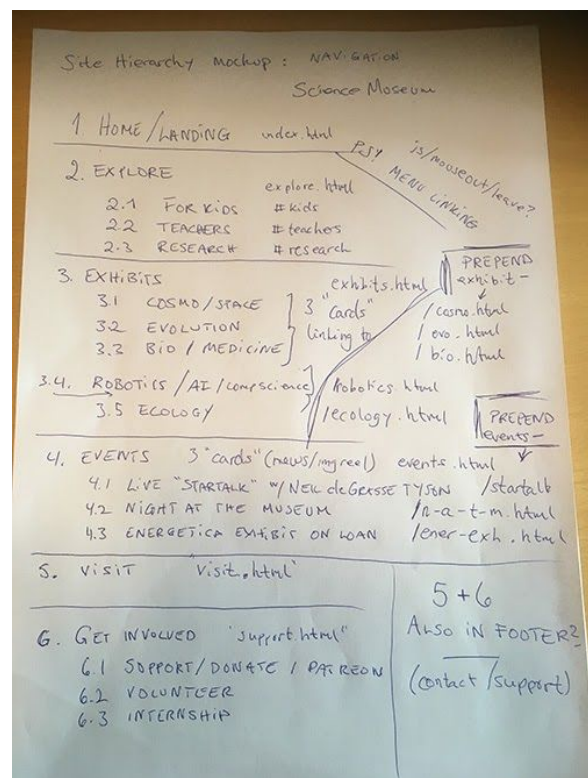 Site Hierarchy Mockup : NAVIGATION
Science Museum
1 HOME/LANDING index.html
PSY! js/mouseout/leave?
MENU LINKING
2. EXPLORE
explore.html
2.1 FOR KIDS #kids
2.2 TEACHERS #teachers
2.3 RESEARCH #research
3. EXHIBITS exhbits.html
PREPEND
exhibit-
3.1 COSMO/SPACE 3 "cards" /cosmo.html
3.2 EVOLUTION linking to /evo.html
3.3 BIO/MEDICINE /bio.html
3.4. ROBOTICS/AI/compscience /robotics.html
3.5 ECOLOGY /ecology.html
PREPEND
events-
4. EVENTS 3 "cards" (news/imgreel) events.html
4.1 LIVE "STARTALK" w/NEIL deGRASSE TYSON /startalk
4.2 NIGHT AT THE MUSEUM /n-a-t-m.html
4.3 ENERGETICA EXHIBIT ON LOAN /ener-exh.html
5. VISIT visit.html
6. GET INVOLVED "support.html"
6.1 SUPPORT/DONATE/PATREON
6.2 VOLUNTEER
6.3 INTERNSHIP
5+6
ALSO IN FOOTER?
(contact/support)